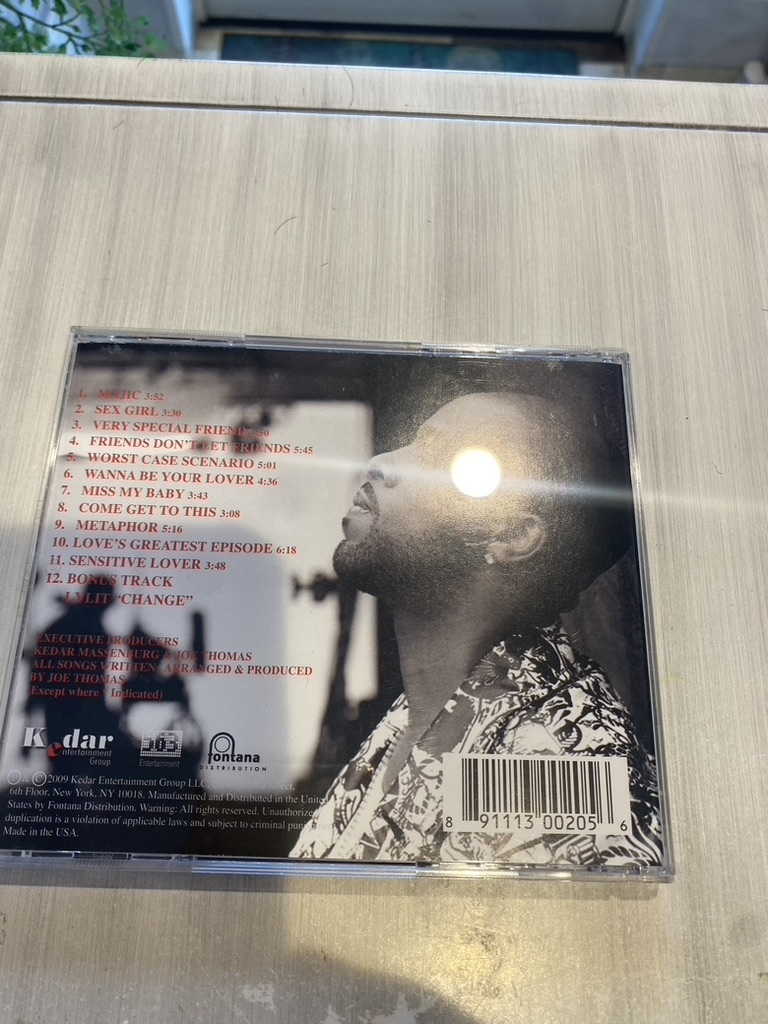 1. MAJIC 3:52
2. SEX GIRL 3:30
3. VERY SPECIAL FRIEND
4. FRIENDS DON'T LET FRIENDS 5:45
5. WORST CASE SCENARIO 5:01
6. WANNA BE YOUR LOVER 4:36
7. MISS MY BABY 3:43
8. COME GET TO THIS 3:08
9. METAPHOR 5:16
10. LOVE'S GREATEST EPISODE 6:18
11. SENSITIVE LOVER 3:48
12. BONUS TRACK
LYLIT "CHANGE"
EXECUTIVE PRODUCERS
KEDAR MASSENBURG & JOE THOMAS
ALL SONGS WRITTEN, ARRANGED & PRODUCED
BY JOE THOMAS
(Except where * Indicated)
Kedar
Entertainment
Group
563
Entertainment
fontana
DISTRIBUTION
℗ & © 2009 Kedar Entertainment Group LLC,
6th Floor, New York, NY 10018. Manufactured and Distributed in the United
States by Fontana Distribution. Warning: All rights reserved. Unauthorized
duplication is a violation of applicable laws and subject to criminal
Made in the USA.
8 91113 00205 6